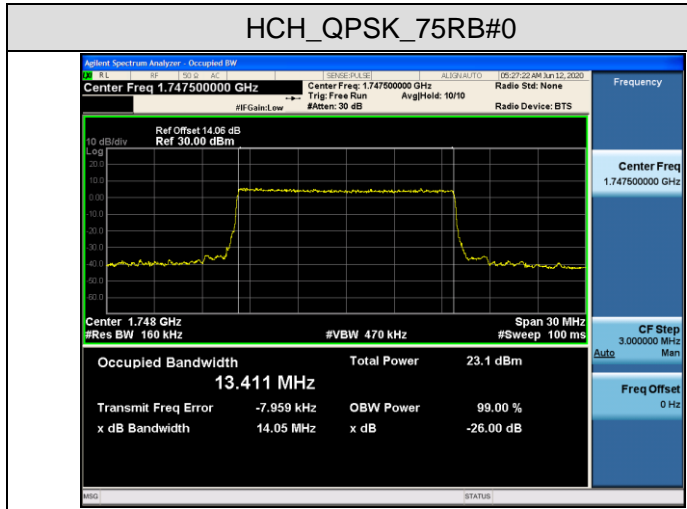 HCH_QPSK_75RB#0
Agilent Spectrum Analyzer - Occupied BW
RL RF 50 Ω AC SENSE:PULSE ALIGNAUTO 05:27:22 AM Jun 12, 2020
Center Freq 1.747500000 GHz Center Freq: 1.747500000 GHz Radio Std: None
Trig: Free Run Avg|Hold: 10/10
#IFGain:Low #Atten: 30 dB Radio Device: BTS
Ref Offset 14.06 dB
10 dB/div Ref 30.00 dBm
Log
20.0
10.0
0.00
-10.0
-20.0
-30.0
-40.0
-50.0
-60.0
Center 1.748 GHz Span 30 MHz
#Res BW 160 kHz #VBW 470 kHz #Sweep 100 ms
Occupied Bandwidth Total Power 23.1 dBm
13.411 MHz
Transmit Freq Error -7.959 kHz OBW Power 99.00 %
x dB Bandwidth 14.05 MHz x dB -26.00 dB
MSG STATUS
Frequency
Center Freq
1.747500000 GHz
CF Step
3.000000 MHz
Auto Man
Freq Offset
0 Hz